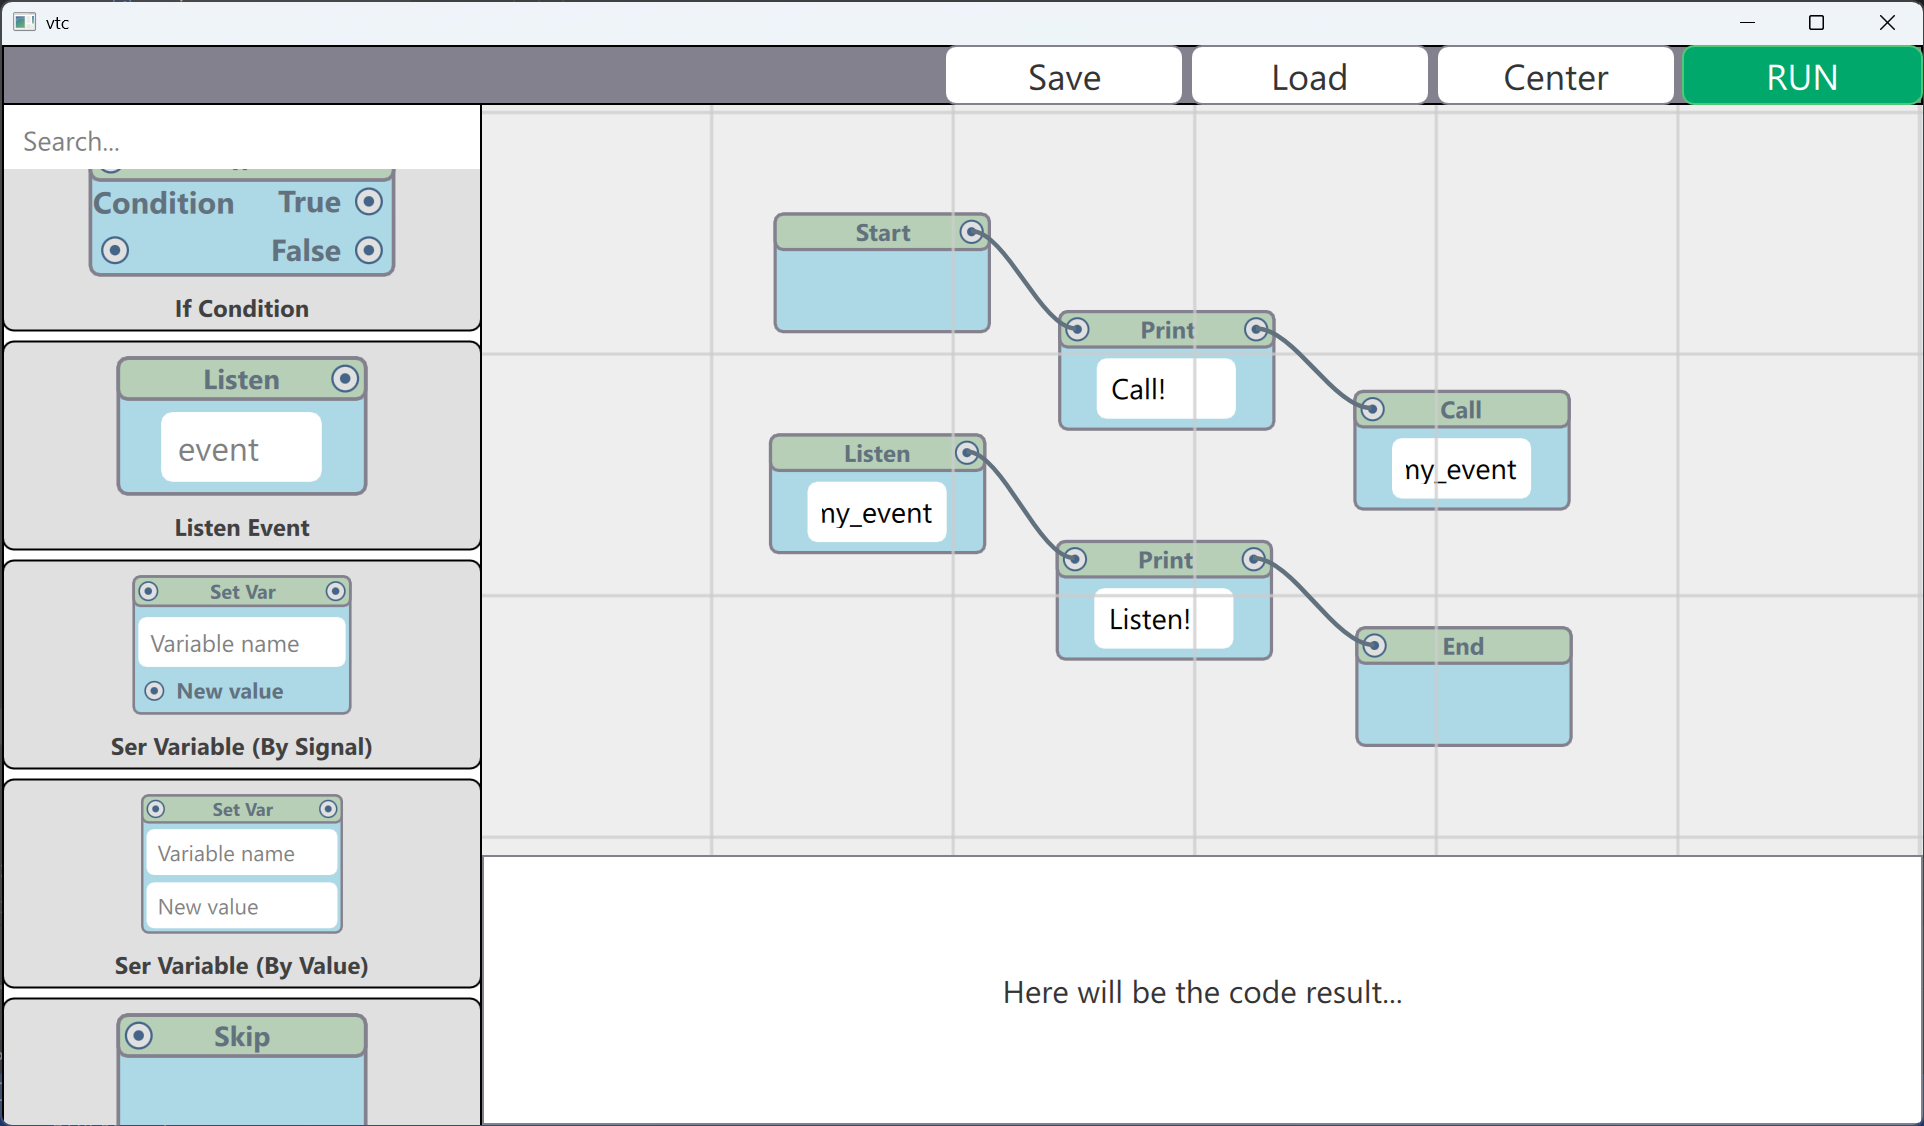 vtc
Save
Load
Center
RUN
Search...
Condition
True
False
If Condition
Listen
event
Listen Event
Set Var
Variable name
New value
Ser Variable (By Signal)
Set Var
Variable name
New value
Ser Variable (By Value)
Skip
Start
Print
Call!
Call
ny_event
Listen
ny_event
Print
Listen!
End
Here will be the code result...